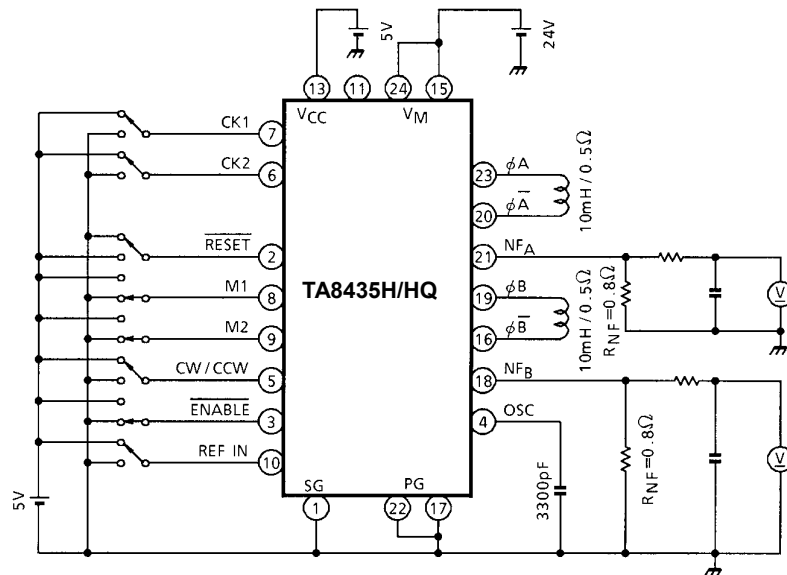 5V
24V
13
11
24
15
VCC
VM
CK1
7
CK2
6
RESET
2
M1
8
M2
9
CW / CCW
5
ENABLE
3
REF IN
10
TA8435H/HQ
23
ϕA
20
ϕA̅
10mH / 0.5Ω
21
NFA
19
ϕB
16
ϕB̅
10mH / 0.5Ω
18
NFB
4
OSC
RNF=0.8Ω
V
RNF=0.8Ω
V
3300pF
SG
PG
1
22
17
5V